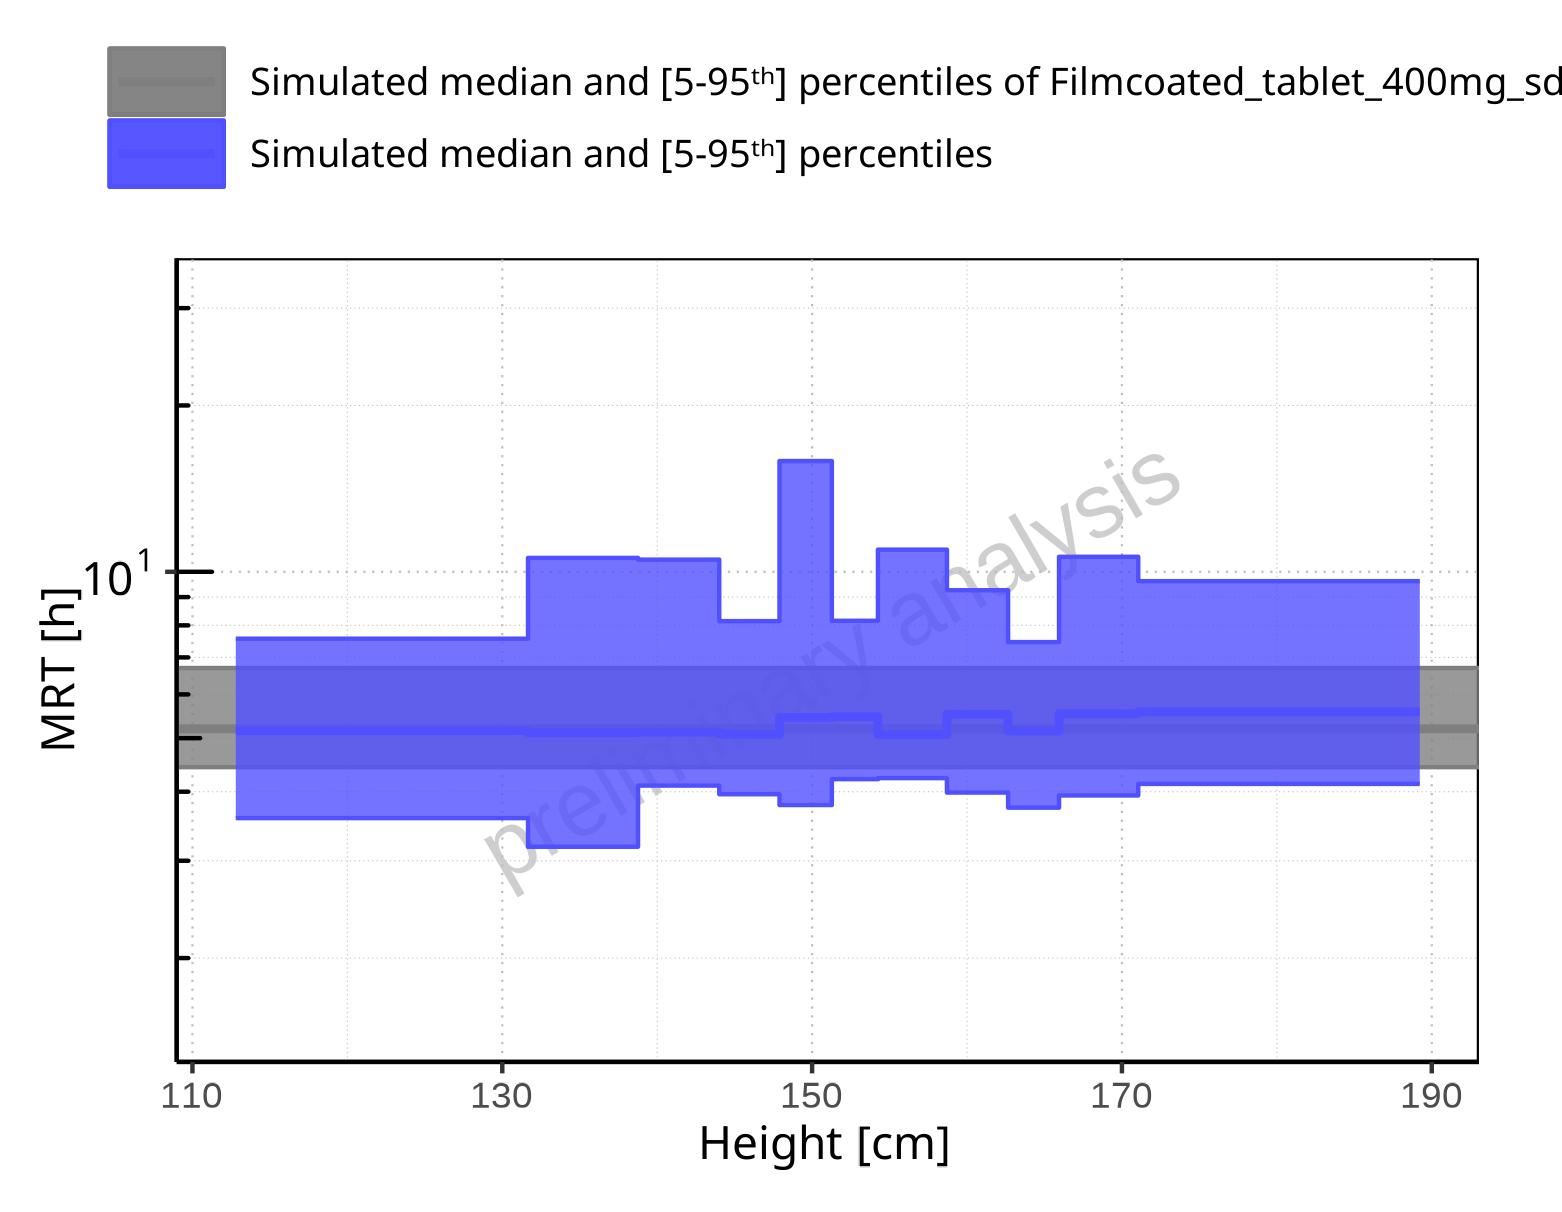 Simulated median and [5-95ᵗʰ] percentiles of Filmcoated_tablet_400mg_sd
Simulated median and [5-95ᵗʰ] percentiles
10¹
MRT [h]
preliminary analysis
110 130 150 170 190
Height [cm]